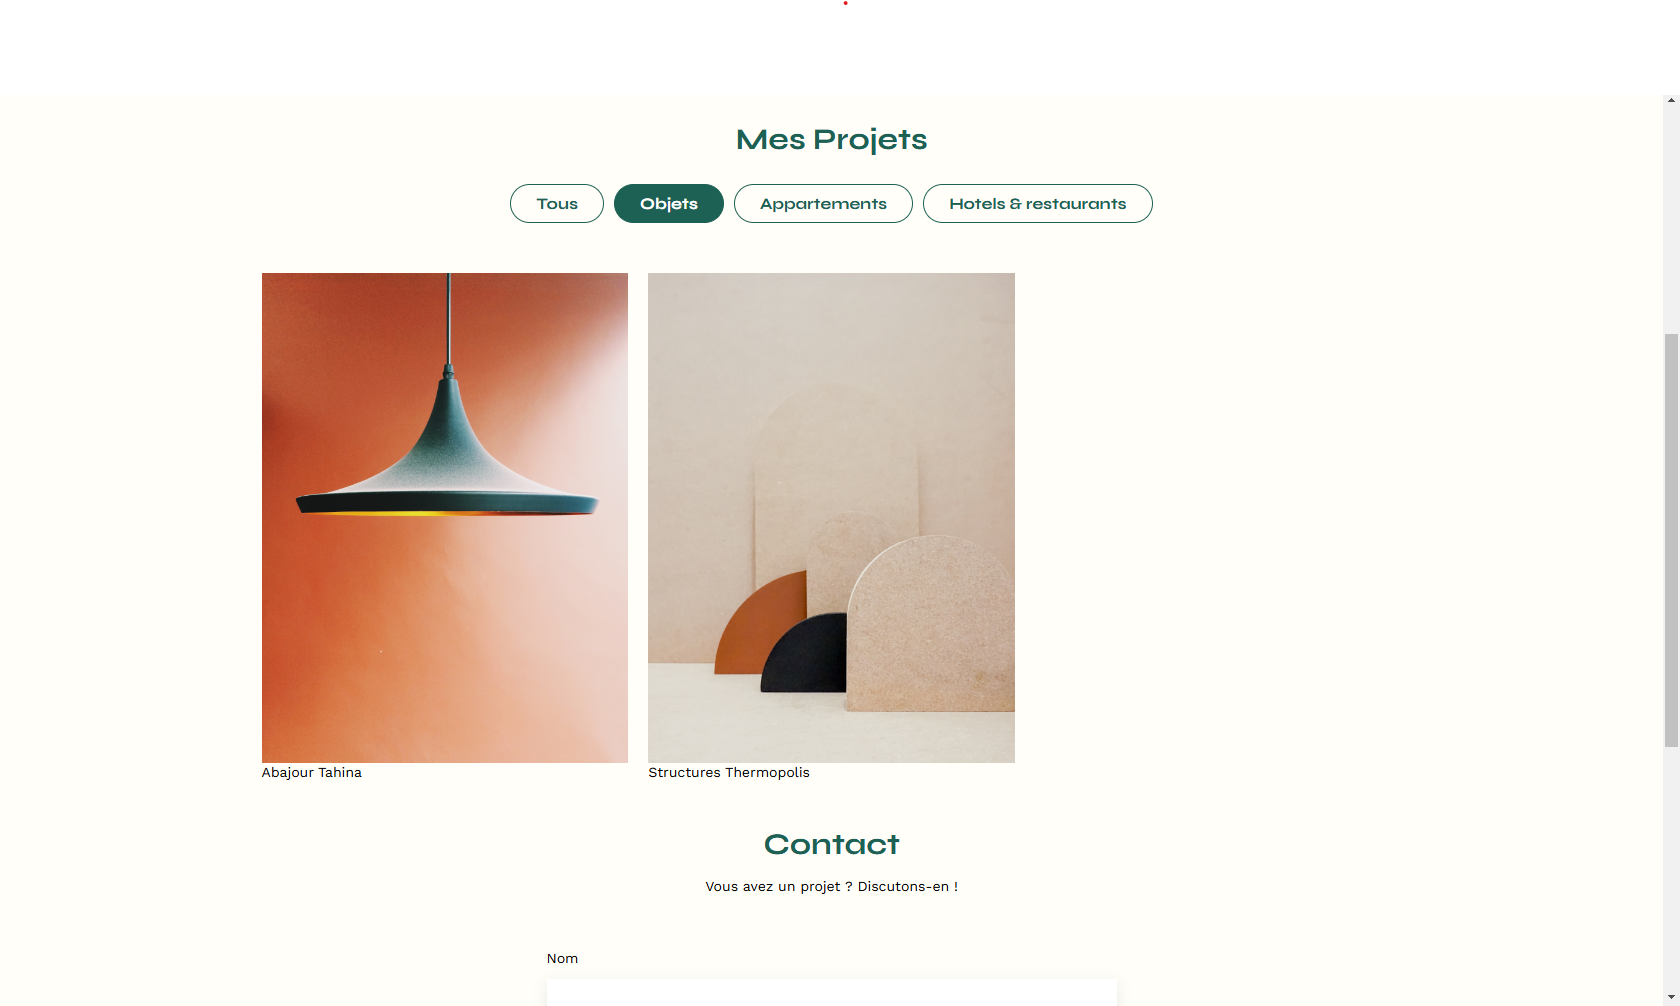 Mes Projets
Tous
Objets
Appartements
Hotels & restaurants
Abajour Tahina
Structures Thermopolis
Contact
Vous avez un projet ? Discutons-en !
Nom